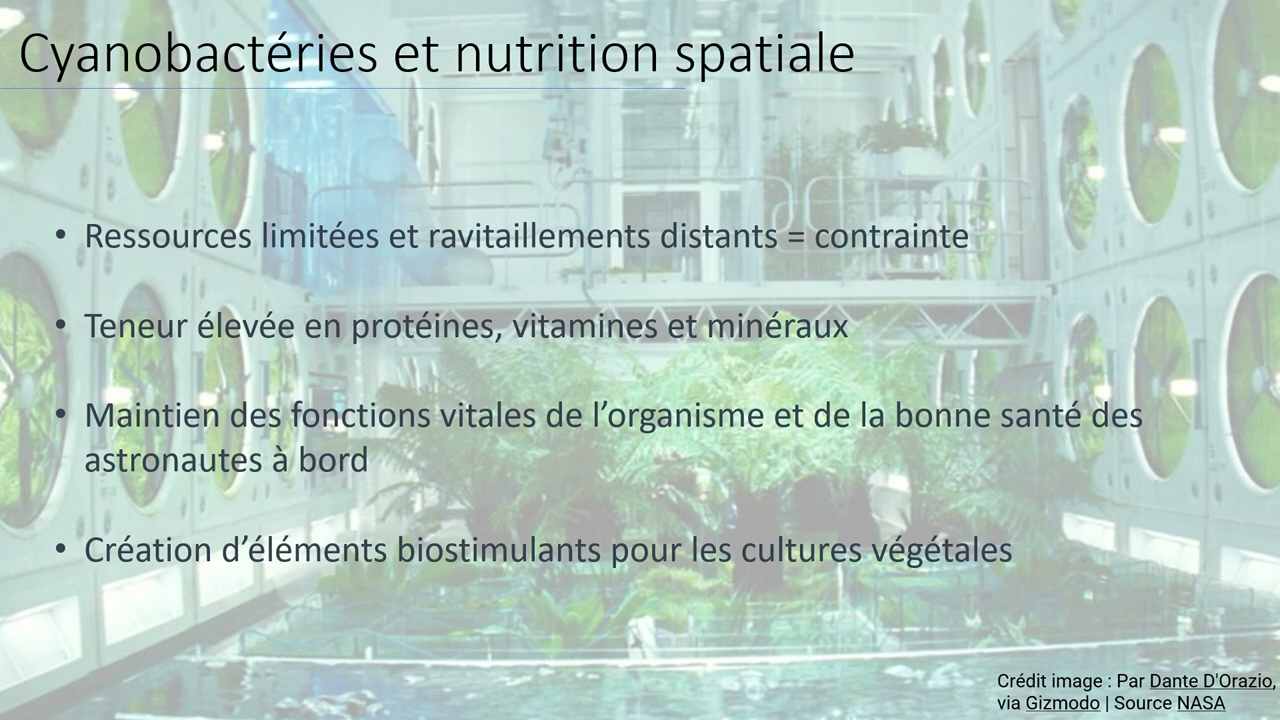 Cyanobactéries et nutrition spatiale
• Ressources limitées et ravitaillements distants = contrainte
• Teneur élevée en protéines, vitamines et minéraux
• Maintien des fonctions vitales de l’organisme et de la bonne santé des
astronautes à bord
• Création d’éléments biostimulants pour les cultures végétales
Crédit image : Par Dante D'Orazio,
via Gizmodo | Source NASA